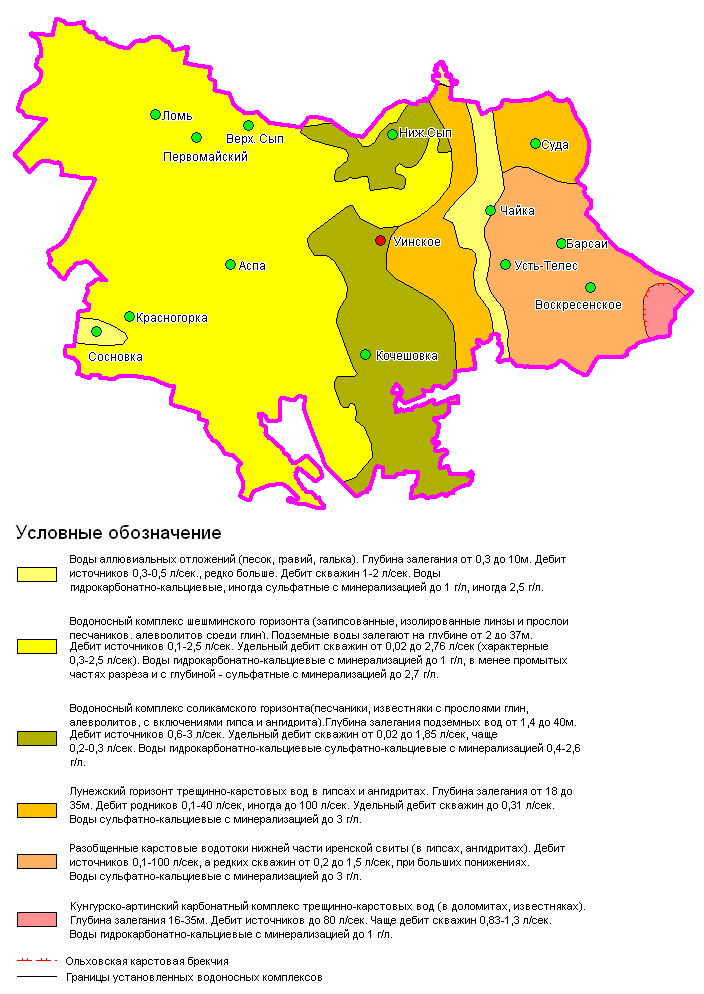 Ломь
Верх. Сып
Ниж.Сып
Первомайский
Суда
Чайка
Уинское
Барсаи
Аспа
Усть-Телес
Воскресенское
Красногорка
Сосновка
Кочешовка
Условные обозначение
Воды аллювиальных отложений (песок, гравий, галька). Глубина залегания от 0,3 до 10м. Дебит
источников 0,3-0,5 л/сек., редко больше. Дебит скважин 1-2 л/сек. Воды
гидрокарбонатно-кальциевые, иногда сульфатные с минерализацией до 1 г/л, иногда 2,5 г/л.
Водоносный комплекс шешминского горизонта (загипсованные, изолированные линзы и прослои
песчаников, алевролитов среди глин). Подземные воды залегают на глубине от 2 до 37м.
Дебит источников 0,1-2,5 л/сек. Удельный дебит скважин от 0,02 до 2,76 л/сек (характерные
0,3-2,5 л/сек). Воды гидрокарбонатно-кальциевые с минерализацией до 1 г/л, в менее промытых
частях разреза и с глубиной - сульфатные с минерализацией до 2,7 г/л.
Водоносный комплекс соликамского горизонта(песчаники, известняки с прослоями глин,
алевролитов, с включениями гипса и ангидрита).Глубина залегания подземных вод от 1,4 до 40м.
Дебит источников 0,6-3 л/сек. Удельный дебит скважин от 0,02 до 1,85 л/сек, чаще
0,2-0,3 л/сек. Воды гидрокарбонатно-кальциевые сульфатно-кальциевые с минерализацией 0,4-2,6
г/л.
Лунежский горизонт трещинно-карстовых вод в гипсах и ангидритах. Глубина залегания от 18 до
35м. Дебит родников 0,1-40 л/сек, иногда до 100 л/сек. Удельный дебит скважин до 0,31 л/сек.
Воды сульфатно-кальциевые с минерализацией до 3 г/л.
Разобщенные карстовые водотоки нижней части иренской свиты (в гипсах, ангидритах). Дебит
источников 0,1-100 л/сек, а редких скважин от 0,2 до 1,5 л/сек, при больших понижениях.
Воды сульфатно-кальциевые с минерализацией до 3 г/л.
Кунгурско-артинский карбонатный комплекс трещинно-карстовых вод (в доломитах, известняках).
Глубина залегания 16-35м. Дебит источников до 80 л/сек. Чаще дебит скважин 0,83-1,3 л/сек.
Воды гидрокарбонатно-кальциевые с минерализацией до 1 г/л.
Ольховская карстовая брекчия
Границы установленных водоносных комплексов